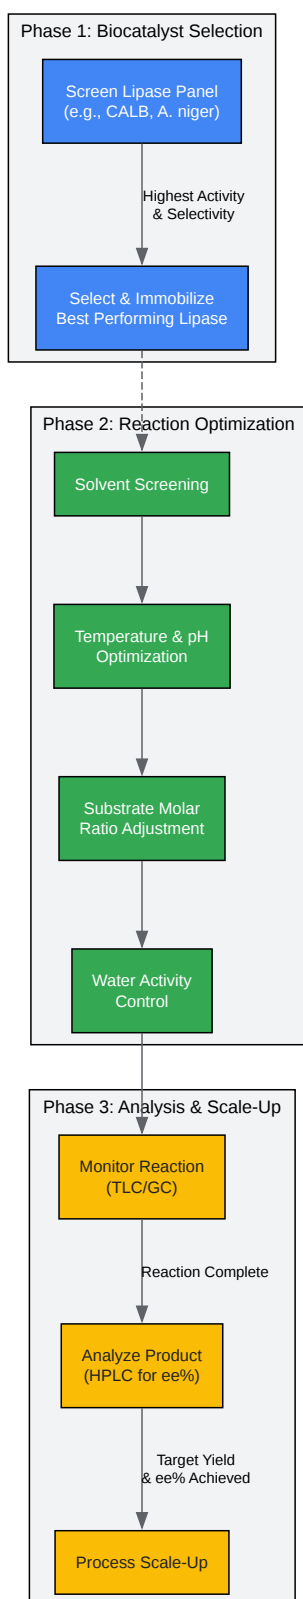 Phase 1: Biocatalyst Selection
Screen Lipase Panel
(e.g., CALB, A. niger)
Highest Activity
& Selectivity
Select & Immobilize
Best Performing Lipase
Phase 2: Reaction Optimization
Solvent Screening
Temperature & pH
Optimization
Substrate Molar
Ratio Adjustment
Water Activity
Control
Phase 3: Analysis & Scale-Up
Monitor Reaction
(TLC/GC)
Reaction Complete
Analyze Product
(HPLC for ee%)
Target Yield
& ee% Achieved
Process Scale-Up